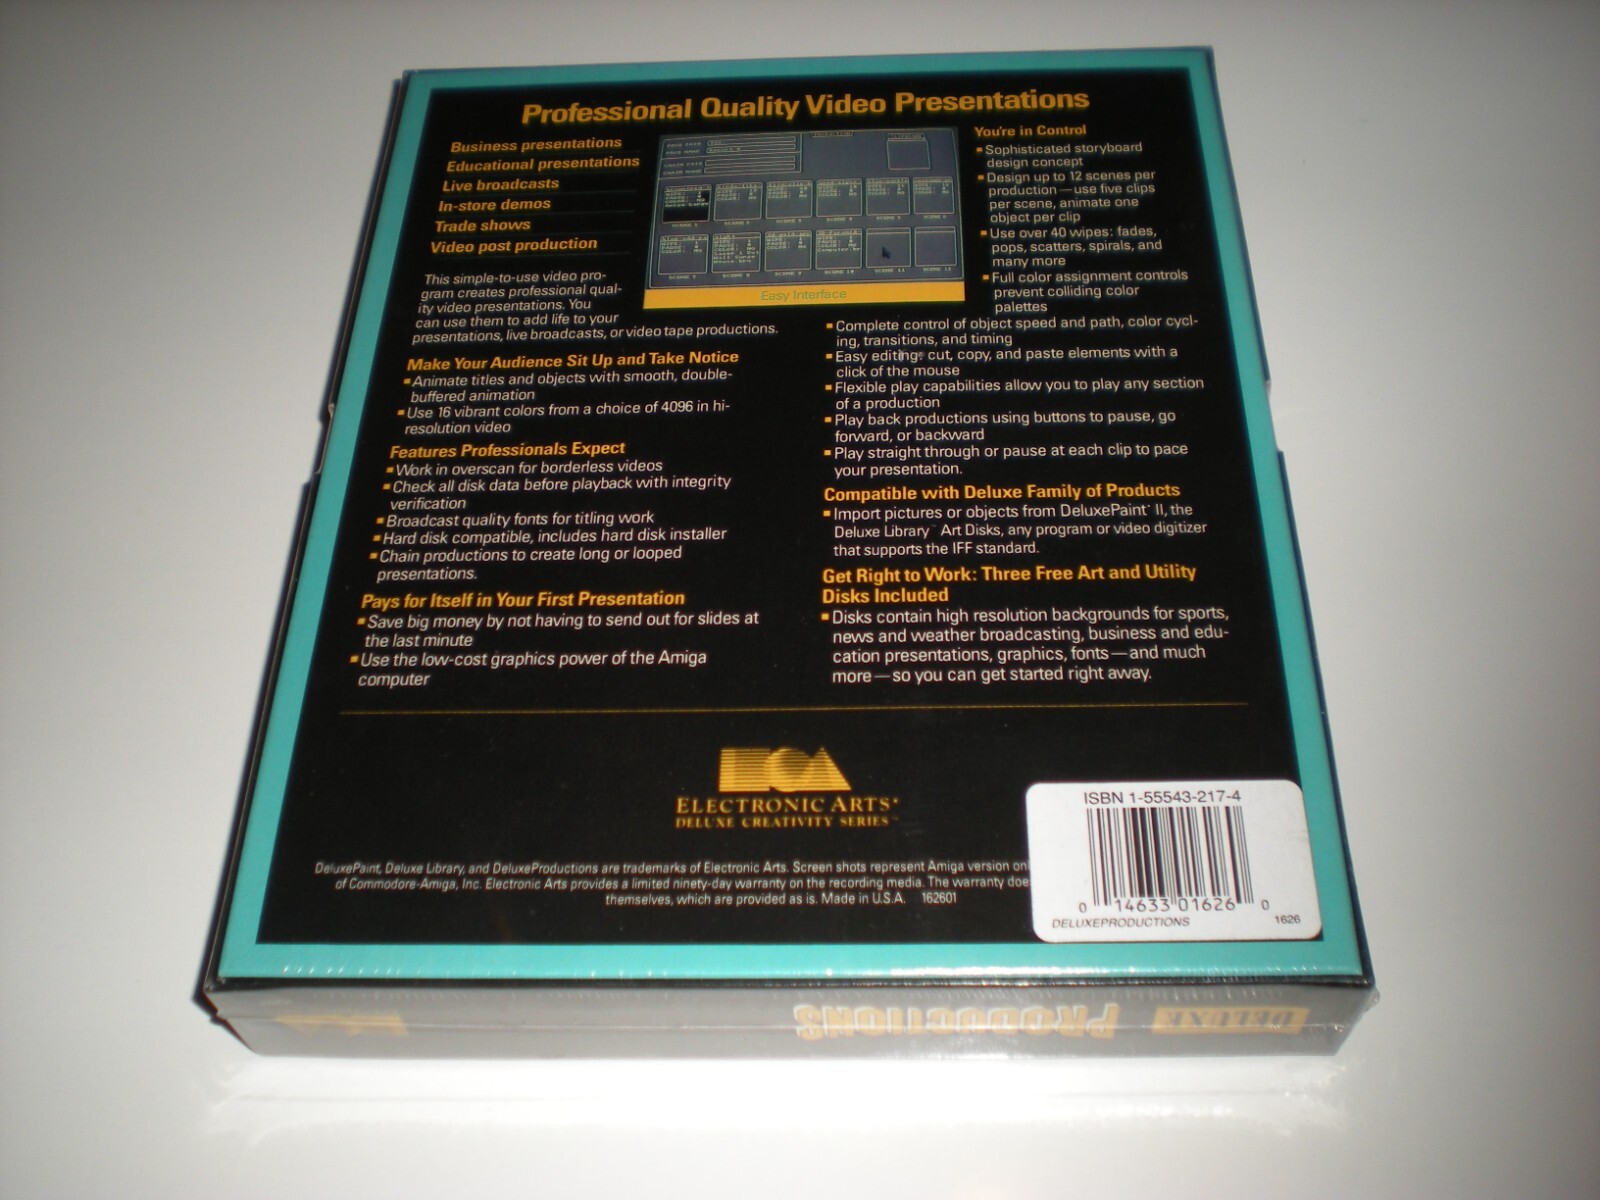 Professional Quality Video Presentations
Business presentations
Educational presentations
Live broadcasts
In-store demos
Trade shows
Video post production
This simple-to-use video pro-
gram creates professional qual-
ity video presentations. You
can use them to add life to your
presentations, live broadcasts, or video tape productions.
Make Your Audience Sit Up and Take Notice
Animate titles and objects with smooth, double-
buffered animation
Use 16 vibrant colors from a choice of 4096 in hi-
resolution video
Features Professionals Expect
Work in overscan for borderless videos
Check all disk data before playback with integrity
verification
Broadcast quality fonts for titling work
Hard disk compatible, includes hard disk installer
Chain productions to create long or looped
presentations.
Pays for Itself in Your First Presentation
Save big money by not having to send out for slides at
the last minute
Use the low-cost graphics power of the Amiga
computer
SCENE 9
SCENE 10
SCENE 11
Easy Interface
You're in Control
Sophisticated storyboard
design concept
Design up to 12 scenes per
production — use five clips
per scene, animate one
object per clip
Use over 40 wipes: fades,
pops, scatters, spirals, and
many more
Full color assignment controls
prevent colliding color
palettes
Complete control of object speed and path, color cycl-
ing, transitions, and timing
Easy editing: cut, copy, and paste elements with a
click of the mouse
Flexible play capabilities allow you to play any section
of a production
Play back productions using buttons to pause, go
forward, or backward
Play straight through or pause at each clip to pace
your presentation.
Compatible with Deluxe Family of Products
Import pictures or objects from DeluxePaint™ II, the
Deluxe Library™ Art Disks, any program or video digitizer
that supports the IFF standard.
Get Right to Work: Three Free Art and Utility
Disks Included
Disks contain high resolution backgrounds for sports,
news and weather broadcasting, business and edu-
cation presentations, graphics, fonts — and much
more — so you can get started right away.
ELECTRONIC ARTS®
DELUXE CREATIVITY SERIES™
DeluxePaint, Deluxe Library, and DeluxeProductions are trademarks of Electronic Arts. Screen shots represent Amiga version
of Commodore-Amiga, Inc. Electronic Arts provides a limited ninety-day warranty on the recording media. The warranty
themselves, which are provided as is. Made in U.S.A. 162601
ISBN 1-55543-217-4
0 14633 01626 0
DELUXEPRODUCTIONS 1626
DELUXE PRODUCTIONS